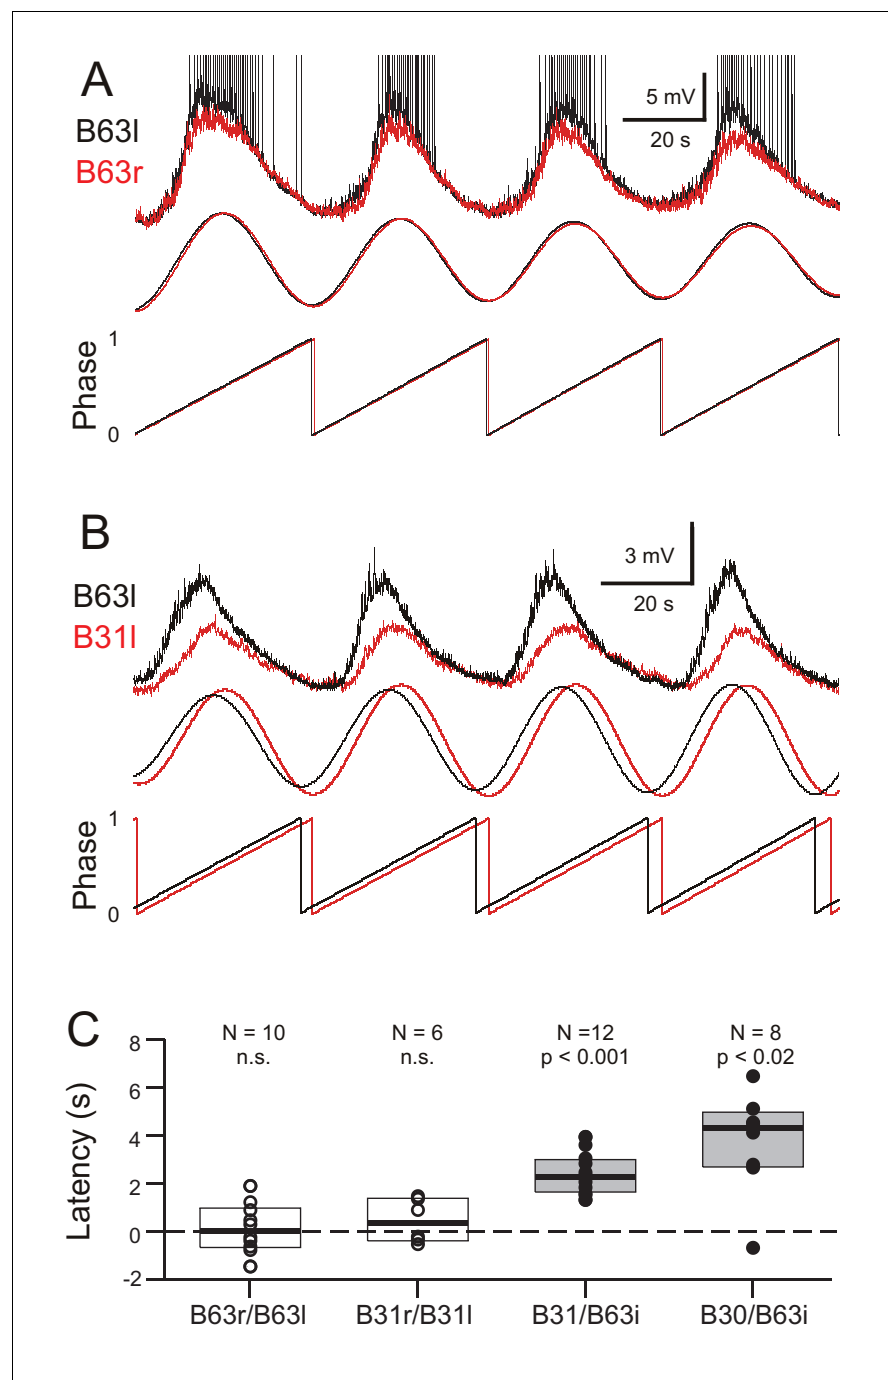 A
B63l
B63r
5 mV
20 s
Phase
1
0
B
B63l
B31l
3 mV
20 s
Phase
1
0
C
N = 10
N = 6
N =12
N = 8
n.s.
n.s.
p < 0.001
p < 0.02
Latency (s)
8
6
4
2
0
-2
B63r/B63l
B31r/B31l
B31/B63i
B30/B63i